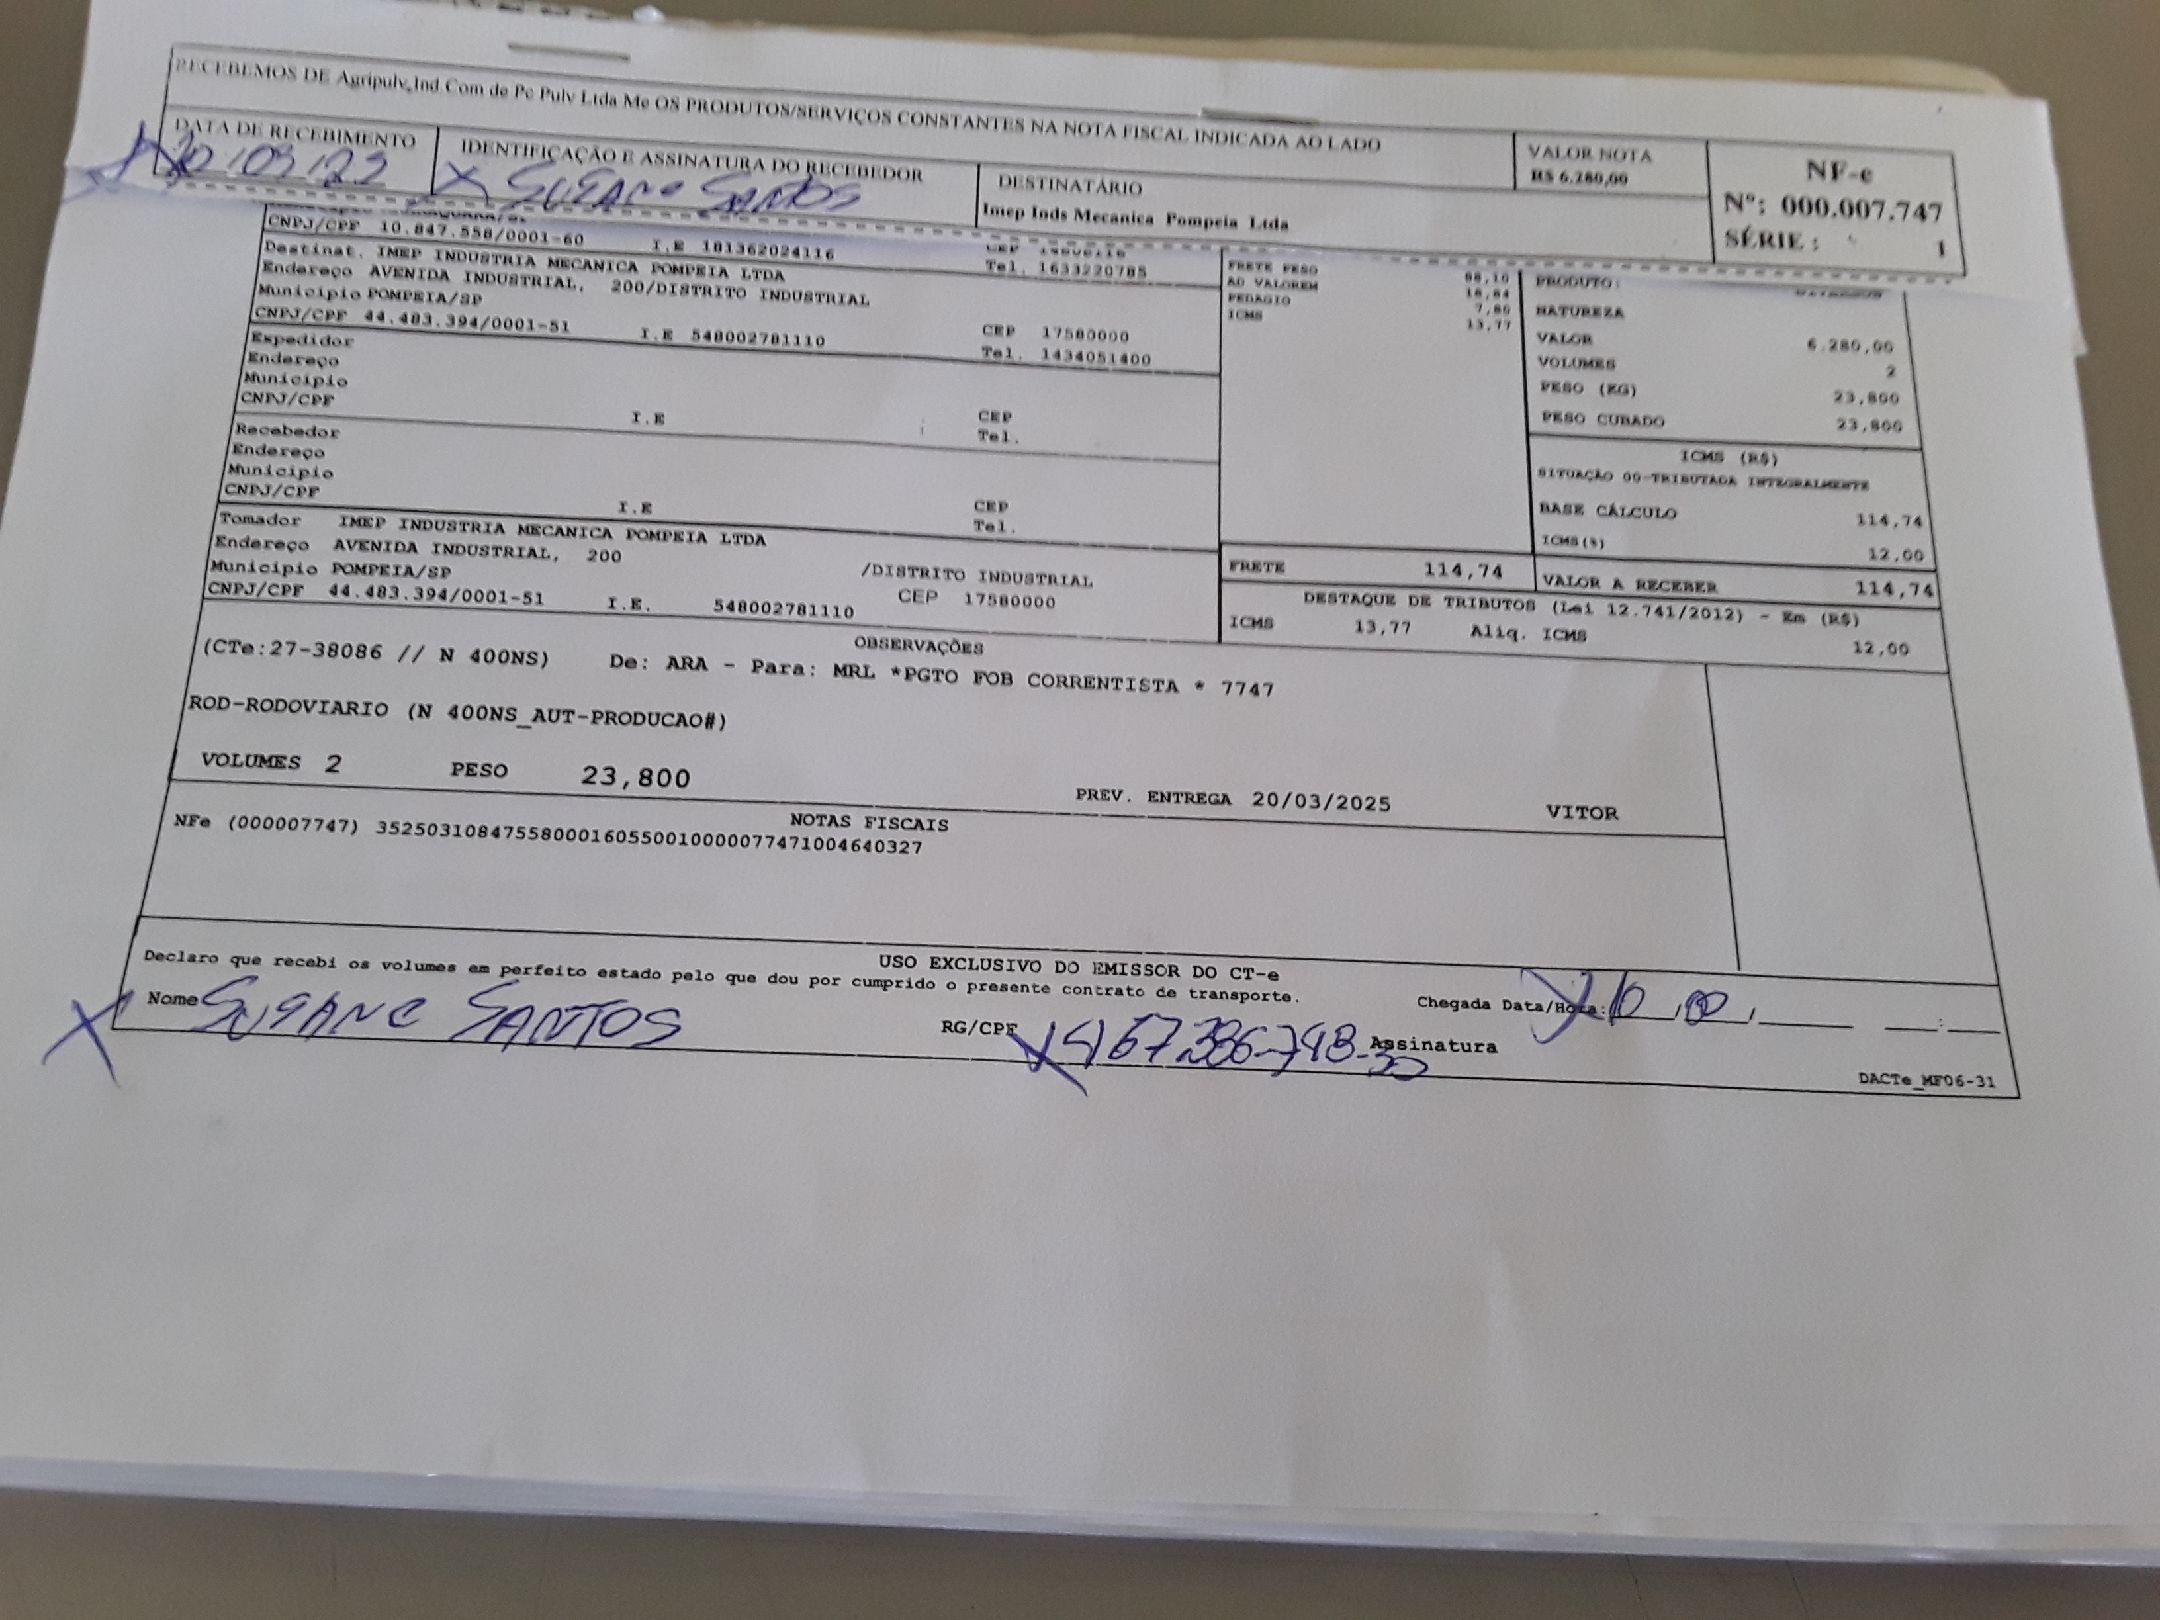 RECEBEMOS DE Agripulv Ind Com de Pc Pulv Ltda Me OS PRODUTOS/SERVIÇOS CONSTANTES NA NOTA FISCAL INDICADA AO LADO
DATA DE RECEBIMENTO
IDENTIFICAÇÃO E ASSINATURA DO RECEBEDOR
SUSANE SANTOS
DESTINATÁRIO
Imep Inds Mecanica Pompeia Ltda
VALOR NOTA
R$ 6.280,00
NF-e
Nº: 000.007.747
SÉRIE: 1
CNPJ/CPF 10.847.558/0001-60 I.E 181362024116
Tel. 1633220785
Destinat. IMEP INDUSTRIA MECANICA POMPEIA LTDA
Endereço AVENIDA INDUSTRIAL, 200/DISTRITO INDUSTRIAL
Municipio POMPEIA/SP CEP 17580000
CNPJ/CPF 44.483.394/0001-51 I.E 548002781110 Tel. 1434051400
Expedidor
Endereço
Municipio CEP
CNPJ/CPF I.E Tel.
Recebedor
Endereço
Municipio CEP
CNPJ/CPF I.E Tel.
Tomador IMEP INDUSTRIA MECANICA POMPEIA LTDA
Endereço AVENIDA INDUSTRIAL, 200 /DISTRITO INDUSTRIAL
Municipio POMPEIA/SP CEP 17580000
CNPJ/CPF 44.483.394/0001-51 I.E. 548002781110
FRETE PESO
AD VALOREM
PEDAGIO
ICMS 13,77
FRETE 114,74
PRODUTO:
NATUREZA
VALOR 6.280,00
VOLUMES 2
PESO (KG) 23,800
PESO CUBADO 23,800
ICMS (R$)
SITUAÇÃO 00-TRIBUTADA INTEGRALMENTE
BASE CÁLCULO 114,74
ICMS(%) 12,00
VALOR A RECEBER 114,74
DESTAQUE DE TRIBUTOS (Lei 12.741/2012) - Em (R$)
ICMS 13,77 Aliq. ICMS 12,00
OBSERVAÇÕES
(CTe:27-38086 // N 400NS) De: ARA - Para: MRL *PGTO FOB CORRENTISTA * 7747
ROD-RODOVIARIO (N 400NS_AUT-PRODUCAO#)
VOLUMES 2 PESO 23,800 PREV. ENTREGA 20/03/2025 VITOR
NOTAS FISCAIS
NFe (000007747) 35250310847558000160550010000077471004640327
USO EXCLUSIVO DO EMISSOR DO CT-e
Declaro que recebi os volumes em perfeito estado pelo que dou por cumprido o presente contrato de transporte.
Nome SUSANE SANTOS
RG/CPF
Chegada Data/Hora:
Assinatura
DACTe_MF06-31